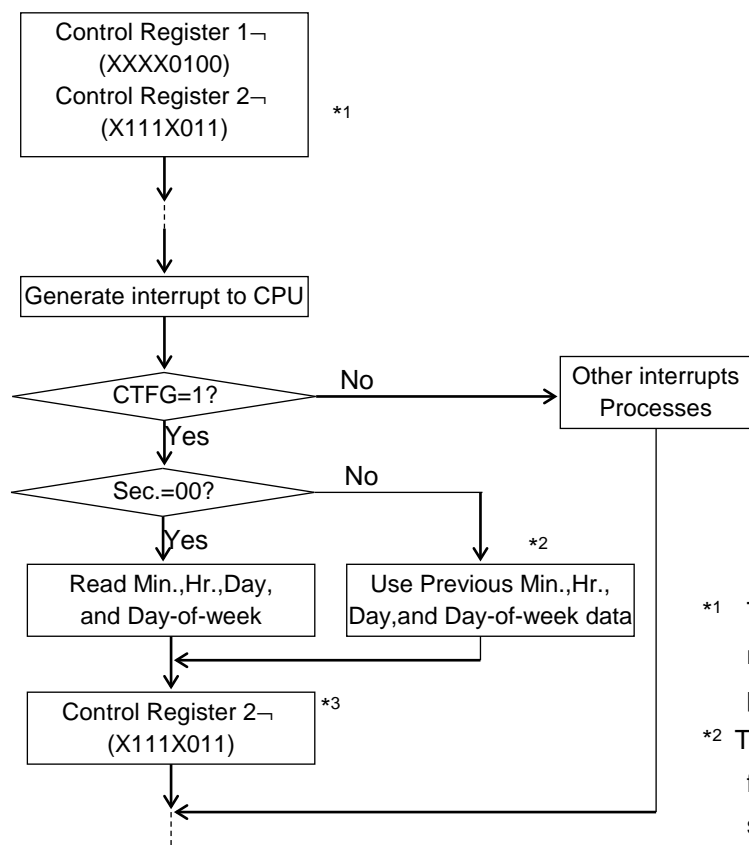 Control Register 1¬
(XXXX0100)
Control Register 2¬
(X111X011)
*1
Generate interrupt to CPU
CTFG=1?
No
Other interrupts
Processes
Yes
Sec.=00?
No
Yes
*2
Read Min.,Hr.,Day,
and Day-of-week
Use Previous Min.,Hr.,
Day,and Day-of-week data
Control Register 2¬
(X111X011)
*3
*1
*2 T